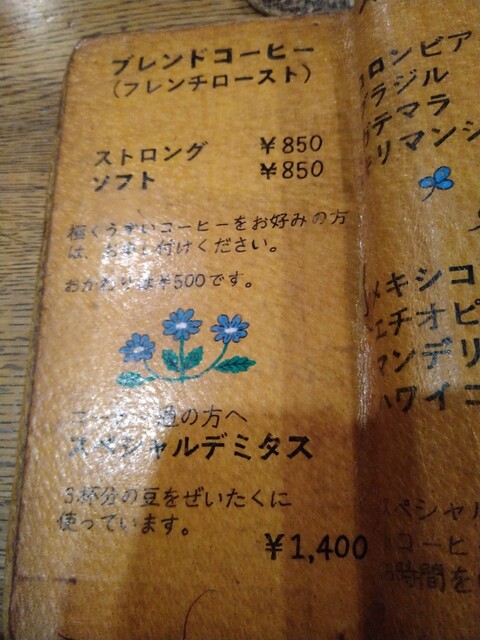 ブレンドコーヒー
(フレンチロースト)
ストロング ￥850
ソフト ￥850
極くうすいコーヒーをお好みの方
は、お申し付けください。
おかわりは￥500です。
通の方へ
スペシャルデミタス
3杯分の豆をぜいたくに
使っています。
￥1,400
コロンビア
ブラジル
ガテマラ
キリマンジ
メキシコ
エチオピ
マンデリ
ハワイコ
スペシャル
コーヒ
時間を